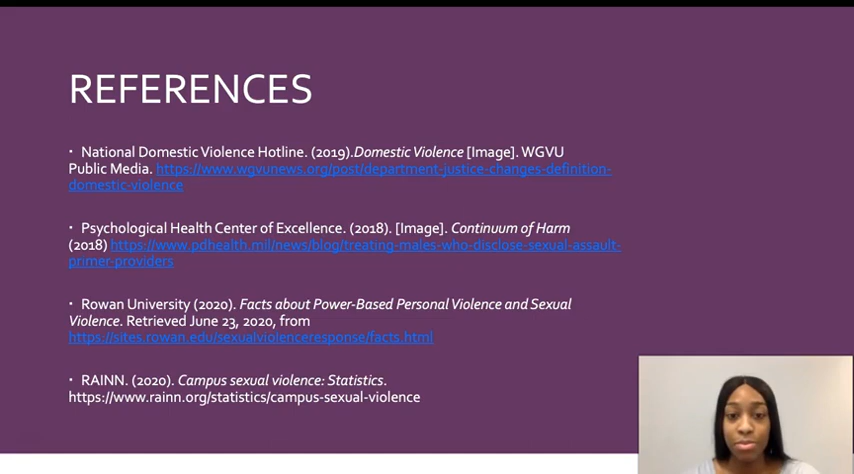 REFERENCES
· National Domestic Violence Hotline. (2019).Domestic Violence [Image]. WGVU
Public Media. https://www.wgvunews.org/post/department-justice-changes-definition-
domestic-violence
· Psychological Health Center of Excellence. (2018). [Image]. Continuum of Harm
(2018) https://www.pdhealth.mil/news/blog/treating-males-who-disclose-sexual-assault-
primer-providers
· Rowan University (2020). Facts about Power-Based Personal Violence and Sexual
Violence. Retrieved June 23, 2020, from
https://sites.rowan.edu/sexualviolenceresponse/facts.html
· RAINN. (2020). Campus sexual violence: Statistics.
https://www.rainn.org/statistics/campus-sexual-violence